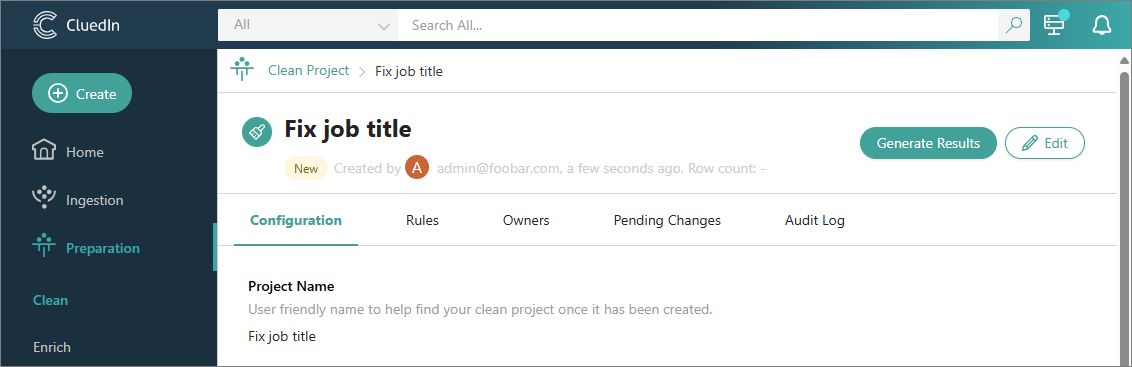 CluedIn
All
Search All...
Create
Home
Ingestion
Preparation
Clean
Enrich
Clean Project > Fix job title
Fix job title
Generate Results
Edit
New Created by A admin@foobar.com, a few seconds ago, Row count: -
Configuration Rules Owners Pending Changes Audit Log
Project Name
User friendly name to help find your clean project once it has been created.
Fix job title